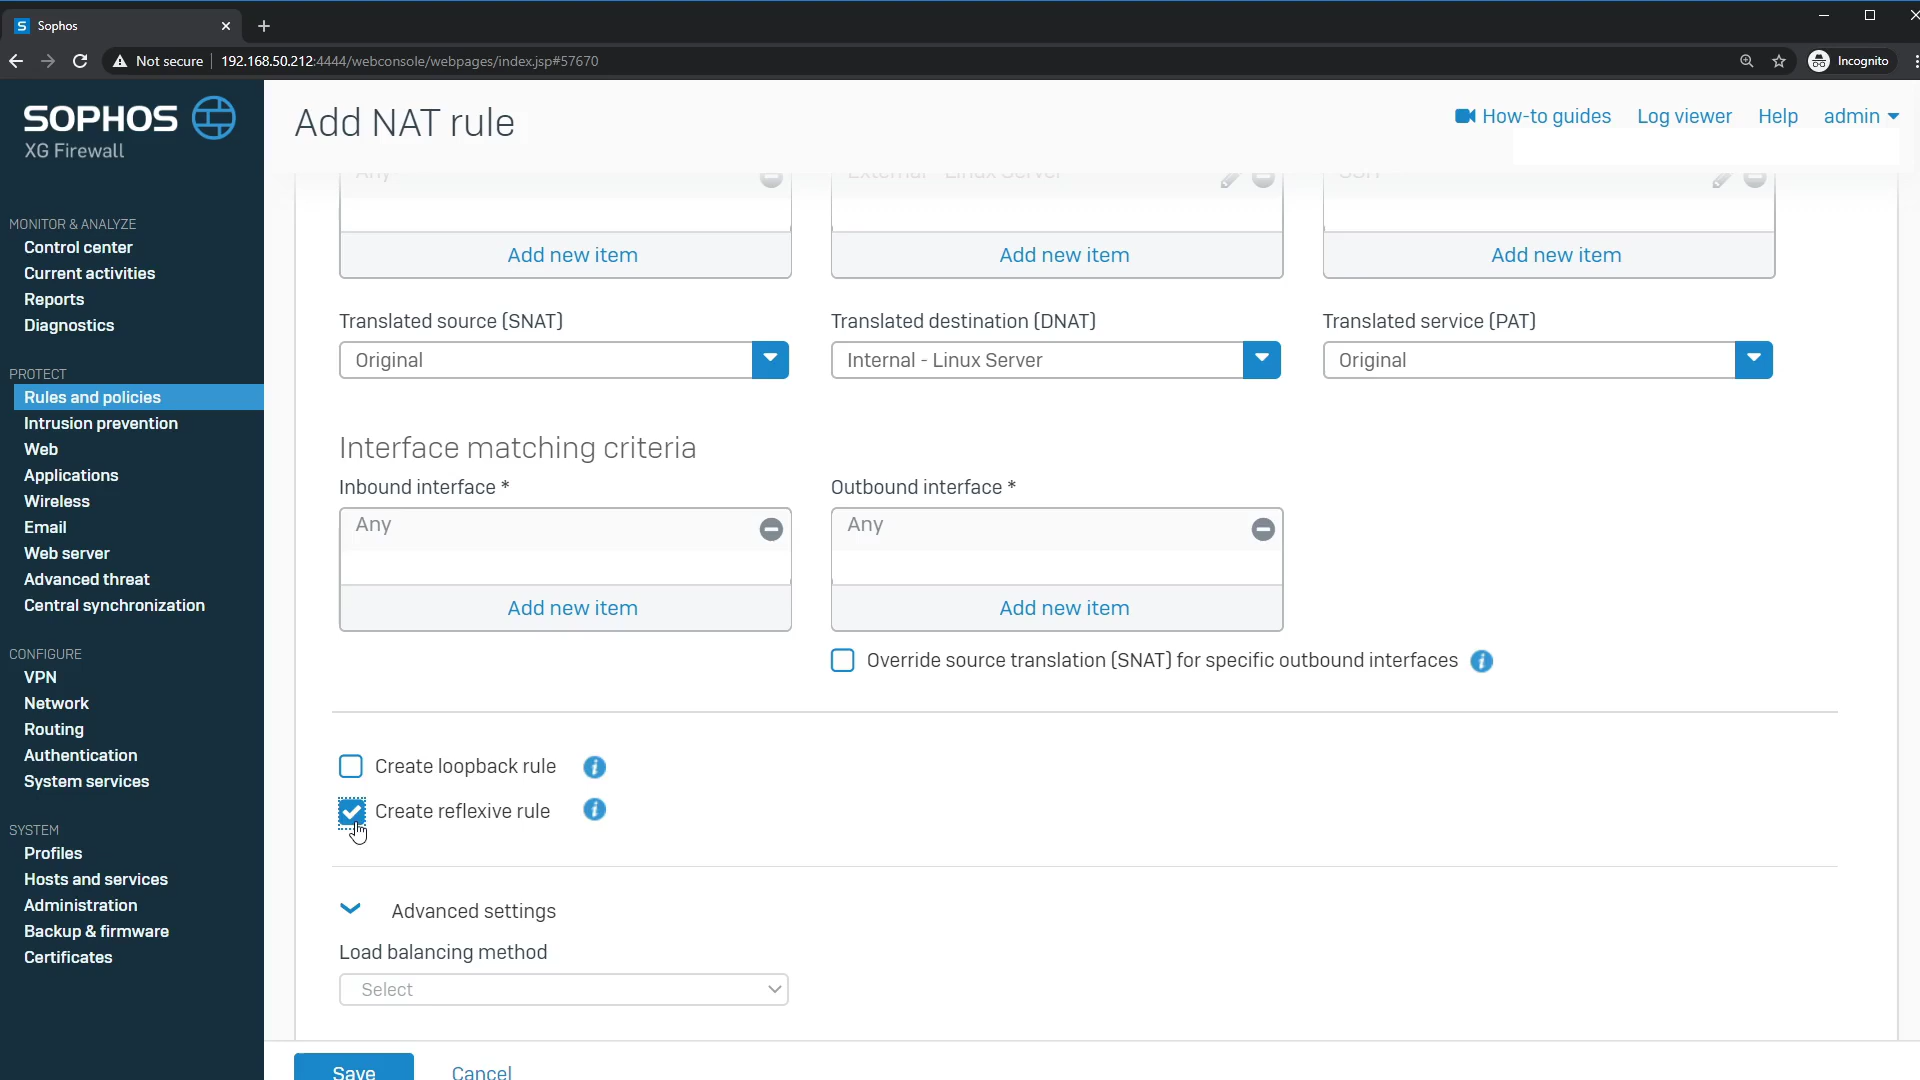 Sophos
Not secure
192.168.50.212:4444/webconsole/webpages/index.jsp#57670
Incognito
SOPHOS
XG Firewall
Add NAT rule
How-to guides
Log viewer
Help
admin
MONITOR & ANALYZE
Control center
Current activities
Reports
Diagnostics
PROTECT
Rules and policies
Intrusion prevention
Web
Applications
Wireless
Email
Web server
Advanced threat
Central synchronization
CONFIGURE
VPN
Network
Routing
Authentication
System services
SYSTEM
Profiles
Hosts and services
Administration
Backup & firmware
Certificates
Any
External - Linux Server
SSH
Add new item
Add new item
Add new item
Translated source (SNAT)
Translated destination (DNAT)
Translated service (PAT)
Original
Internal - Linux Server
Original
Interface matching criteria
Inbound interface *
Outbound interface *
Any
Any
Add new item
Add new item
Override source translation (SNAT) for specific outbound interfaces
Create loopback rule
Create reflexive rule
Advanced settings
Load balancing method
Select
Save
Cancel